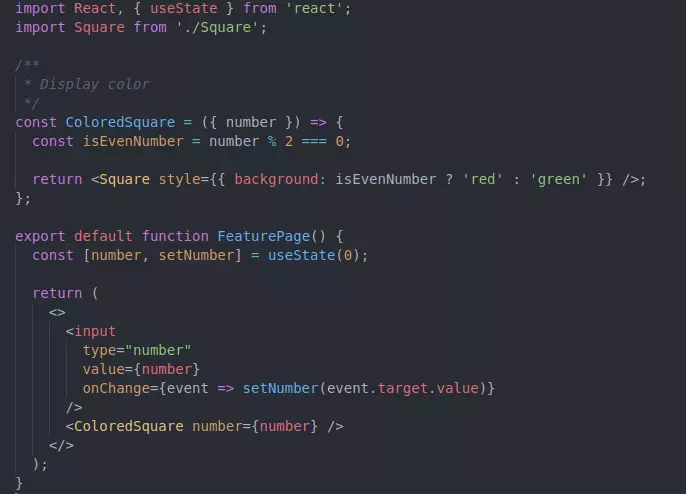 import React, { useState } from 'react';
import Square from './Square';

/**
 * Display color
 */
const ColoredSquare = ({ number }) => {
  const isEvenNumber = number % 2 === 0;

  return <Square style={{ background: isEvenNumber ? 'red' : 'green' }} />;
};

export default function FeaturePage() {
  const [number, setNumber] = useState(0);

  return (
    <>
      <input
        type="number"
        value={number}
        onChange={event => setNumber(event.target.value)}
      />
      <ColoredSquare number={number} />
    </>
  );
}